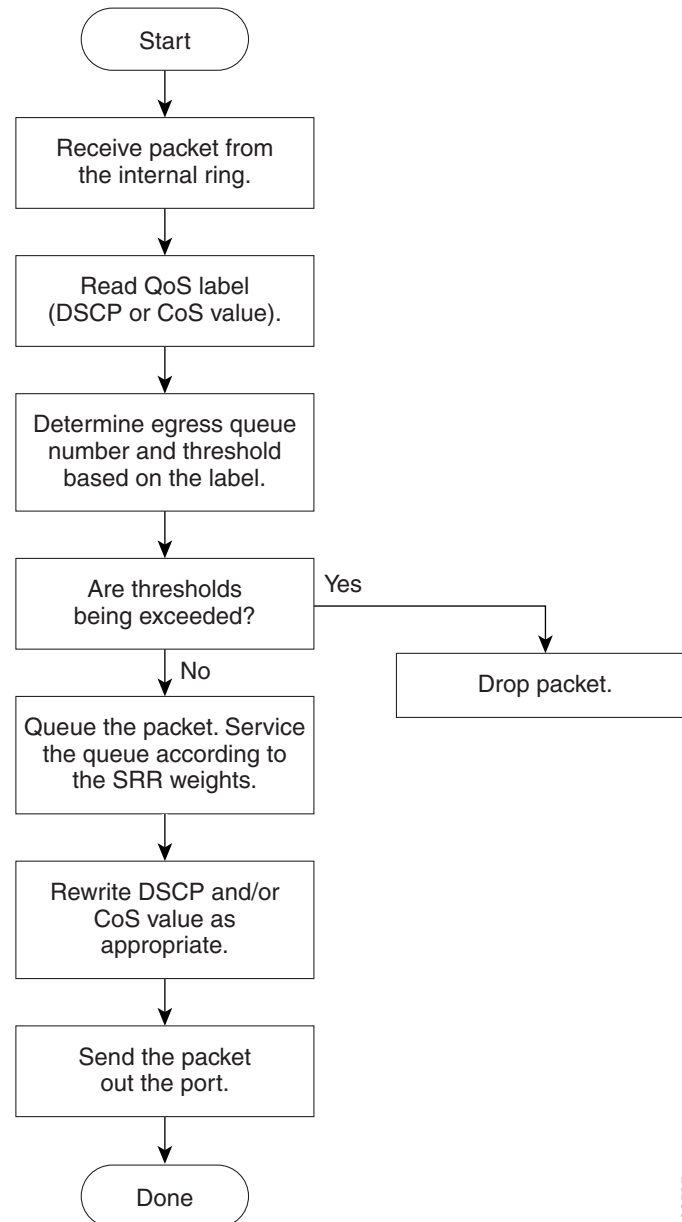 Start
Receive packet from
the internal ring.
Read QoS label
(DSCP or CoS value).
Determine egress queue
number and threshold
based on the label.
Are thresholds
being exceeded?
Yes
No
Drop packet.
Queue the packet. Service
the queue according to
the SRR weights.
Rewrite DSCP and/or
CoS value as
appropriate.
Send the packet
out the port.
Done